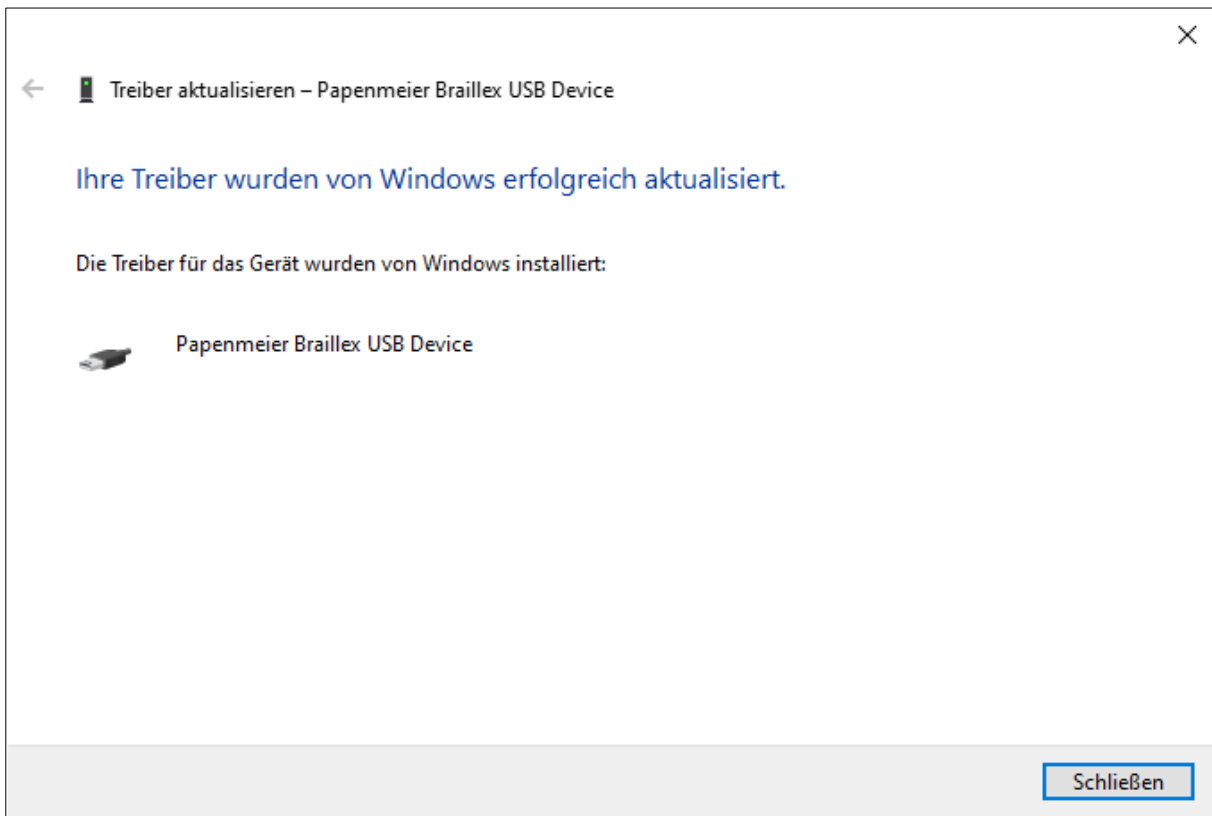 Treiber aktualisieren – Papenmeier Braillex USB Device
Ihre Treiber wurden von Windows erfolgreich aktualisiert.
Die Treiber für das Gerät wurden von Windows installiert:
Papenmeier Braillex USB Device
Schließen